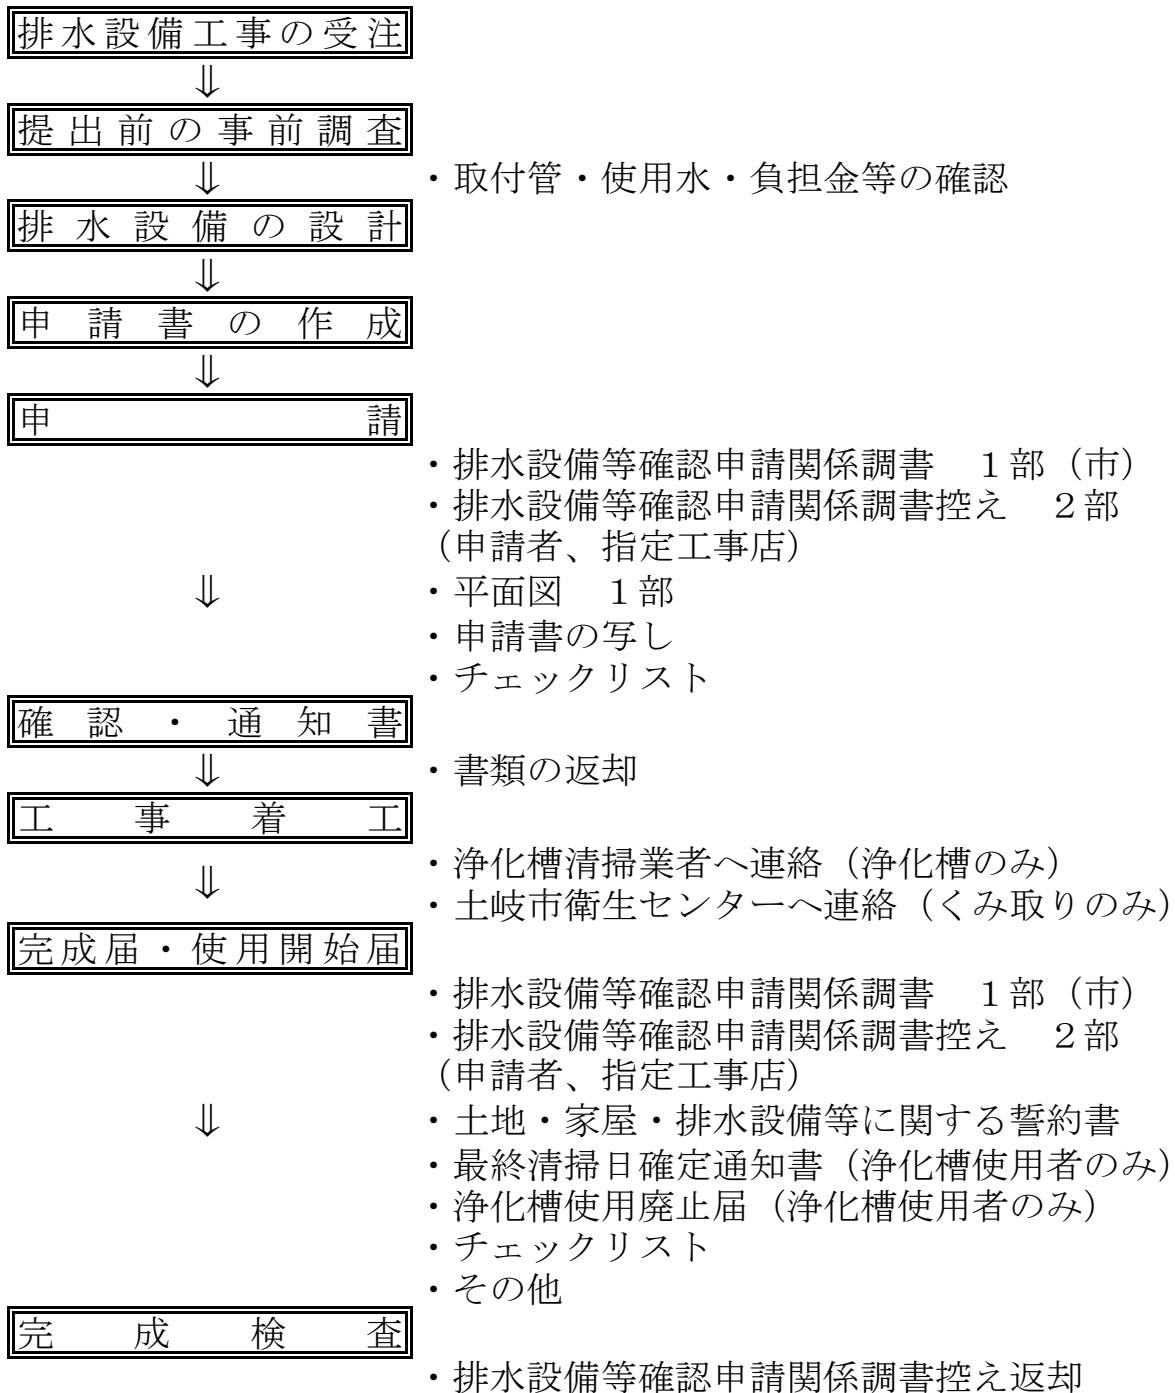 排水設備工事の受注
⇓
提出前の事前調査
⇓ ・取付管・使用水・負担金等の確認
排水設備の設計
⇓
申請書の作成
⇓
申請
・排水設備等確認申請関係調書　１部（市）
・排水設備等確認申請関係調書控え　２部
（申請者、指定工事店）
⇓ ・平面図　１部
・申請書の写し
・チェックリスト
確認・通知書
⇓ ・書類の返却
工事着工
・浄化槽清掃業者へ連絡（浄化槽のみ）
⇓
・土岐市衛生センターへ連絡（くみ取りのみ）
完成届・使用開始届
・排水設備等確認申請関係調書　１部（市）
・排水設備等確認申請関係調書控え　２部
（申請者、指定工事店）
⇓ ・土地・家屋・排水設備等に関する誓約書
・最終清掃日確定通知書（浄化槽使用者のみ）
・浄化槽使用廃止届（浄化槽使用者のみ）
・チェックリスト
・その他
完成検査
・排水設備等確認申請関係調書控え返却